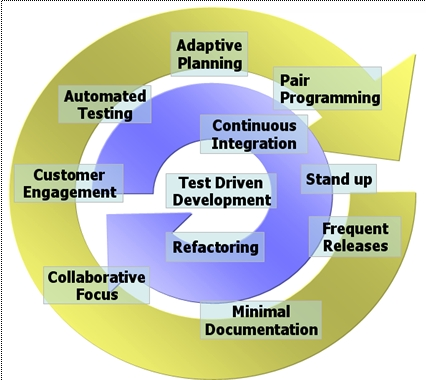 Adaptive
Planning
Pair
Programming
Automated
Testing
Continuous
Integration
Customer
Engagement
Test Driven
Development
Stand up
Frequent
Releases
Refactoring
Collaborative
Focus
Minimal
Documentation